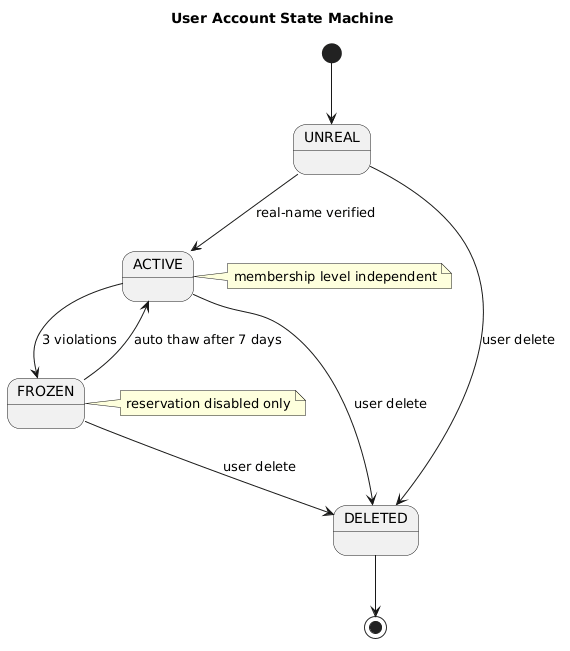 User Account State Machine
UNREAL
real-name verified
ACTIVE
membership level independent
3 violations
auto thaw after 7 days
user delete
FROZEN
reservation disabled only
user delete
user delete
DELETED